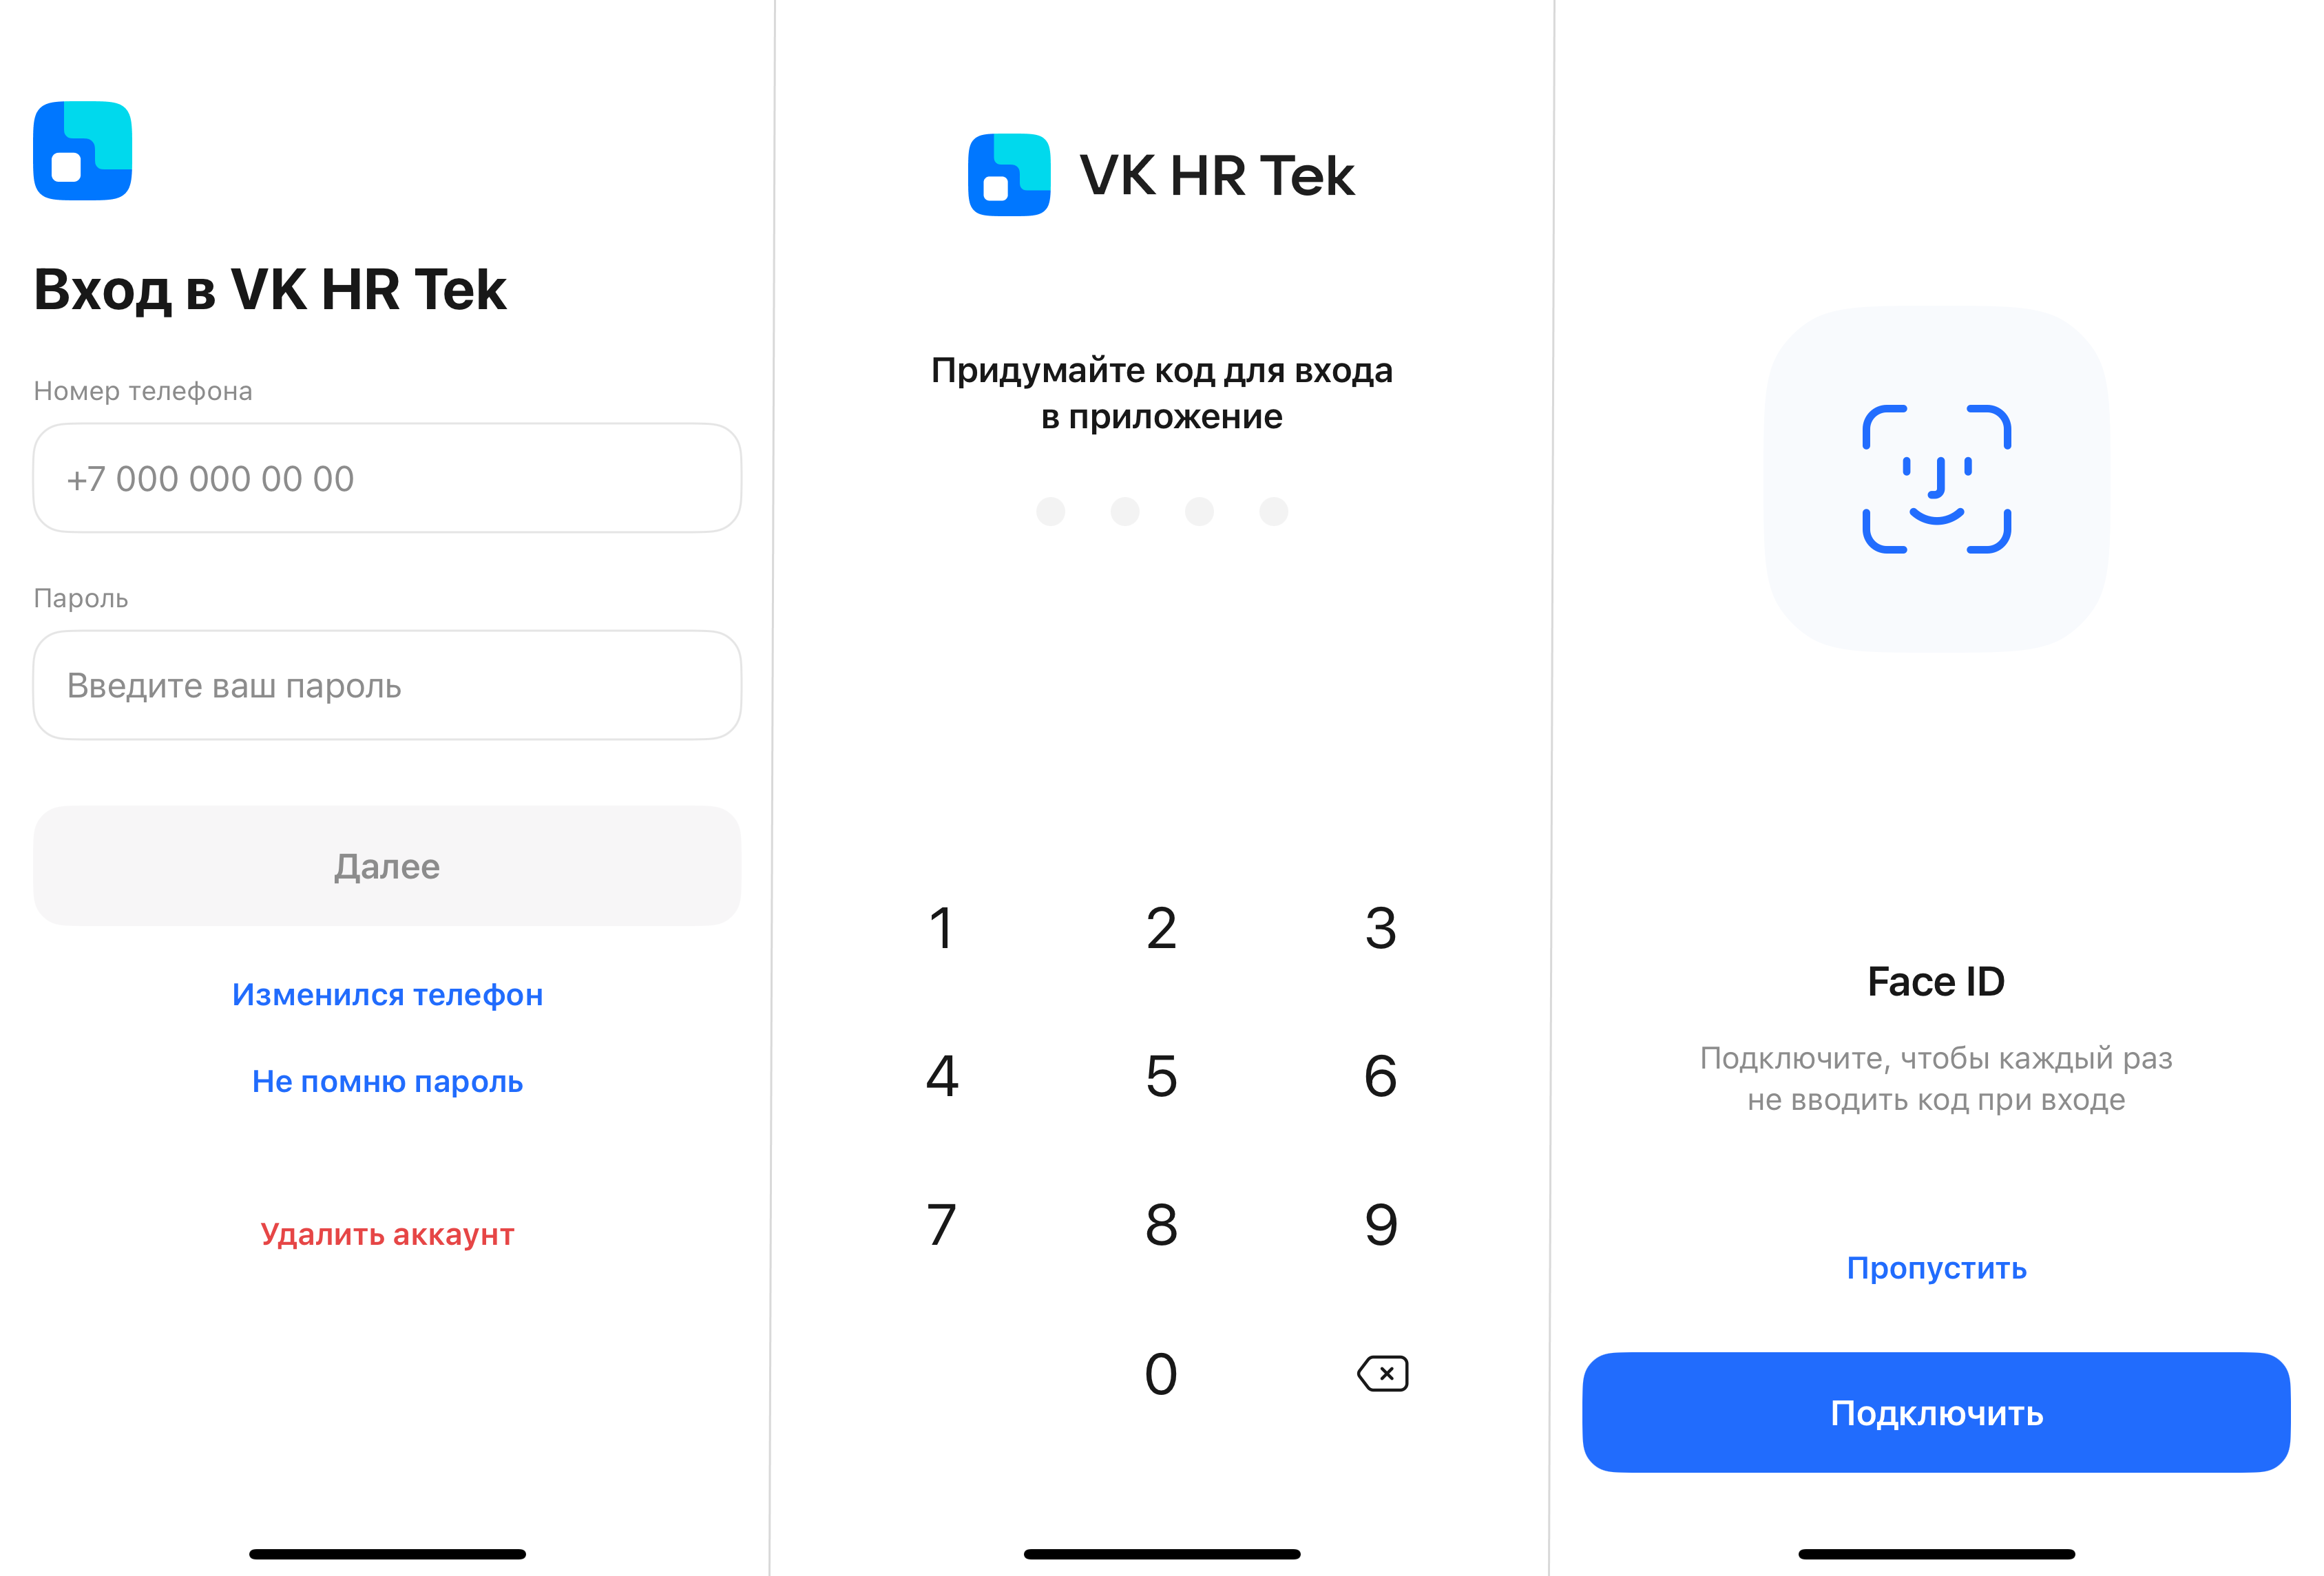 Вход в VK HR Tek
Номер телефона
+7 000 000 00 00
Пароль
Введите ваш пароль
Далее
Изменился телефон
Не помню пароль
Удалить аккаунт
VK HR Tek
Придумайте код для входа
в приложение
1 2 3
4 5 6
7 8 9
0
Face ID
Подключите, чтобы каждый раз
не вводить код при входе
Пропустить
Подключить